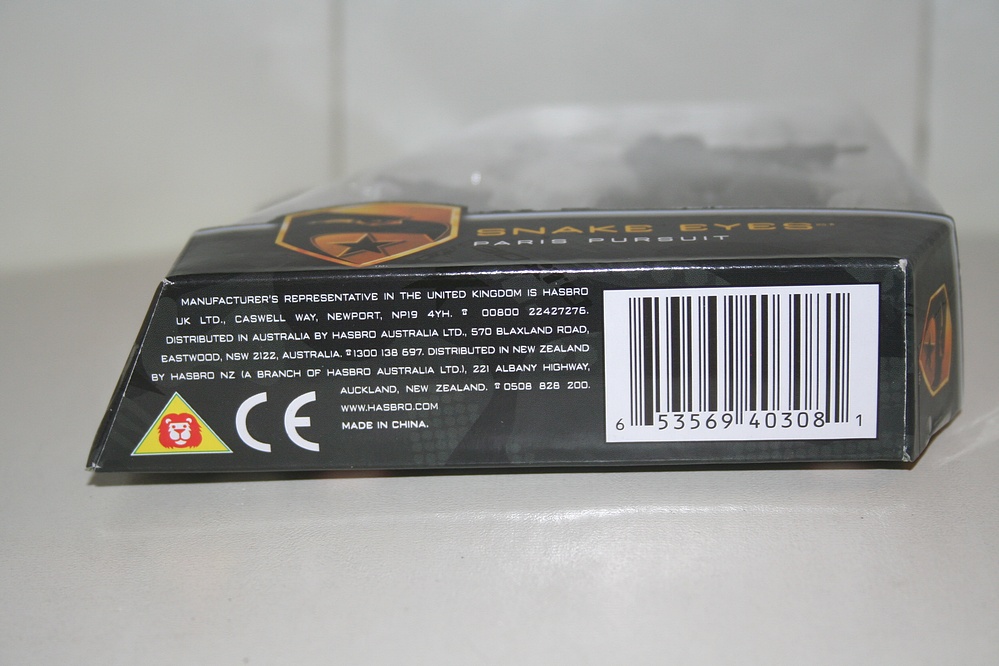 SNAKE EYES™
PARIS PURSUIT
MANUFACTURER'S REPRESENTATIVE IN THE UNITED KINGDOM IS HASBRO
UK LTD., CASWELL WAY, NEWPORT, NP19 4YH. ☎ 00800 22427276.
DISTRIBUTED IN AUSTRALIA BY HASBRO AUSTRALIA LTD., 570 BLAXLAND ROAD,
EASTWOOD, NSW 2122, AUSTRALIA. ☎1300 138 697. DISTRIBUTED IN NEW ZEALAND
BY HASBRO NZ (A BRANCH OF HASBRO AUSTRALIA LTD.), 221 ALBANY HIGHWAY,
AUCKLAND, NEW ZEALAND. ☎0508 828 200.
WWW.HASBRO.COM
MADE IN CHINA.
CE
6 53569 40308 1